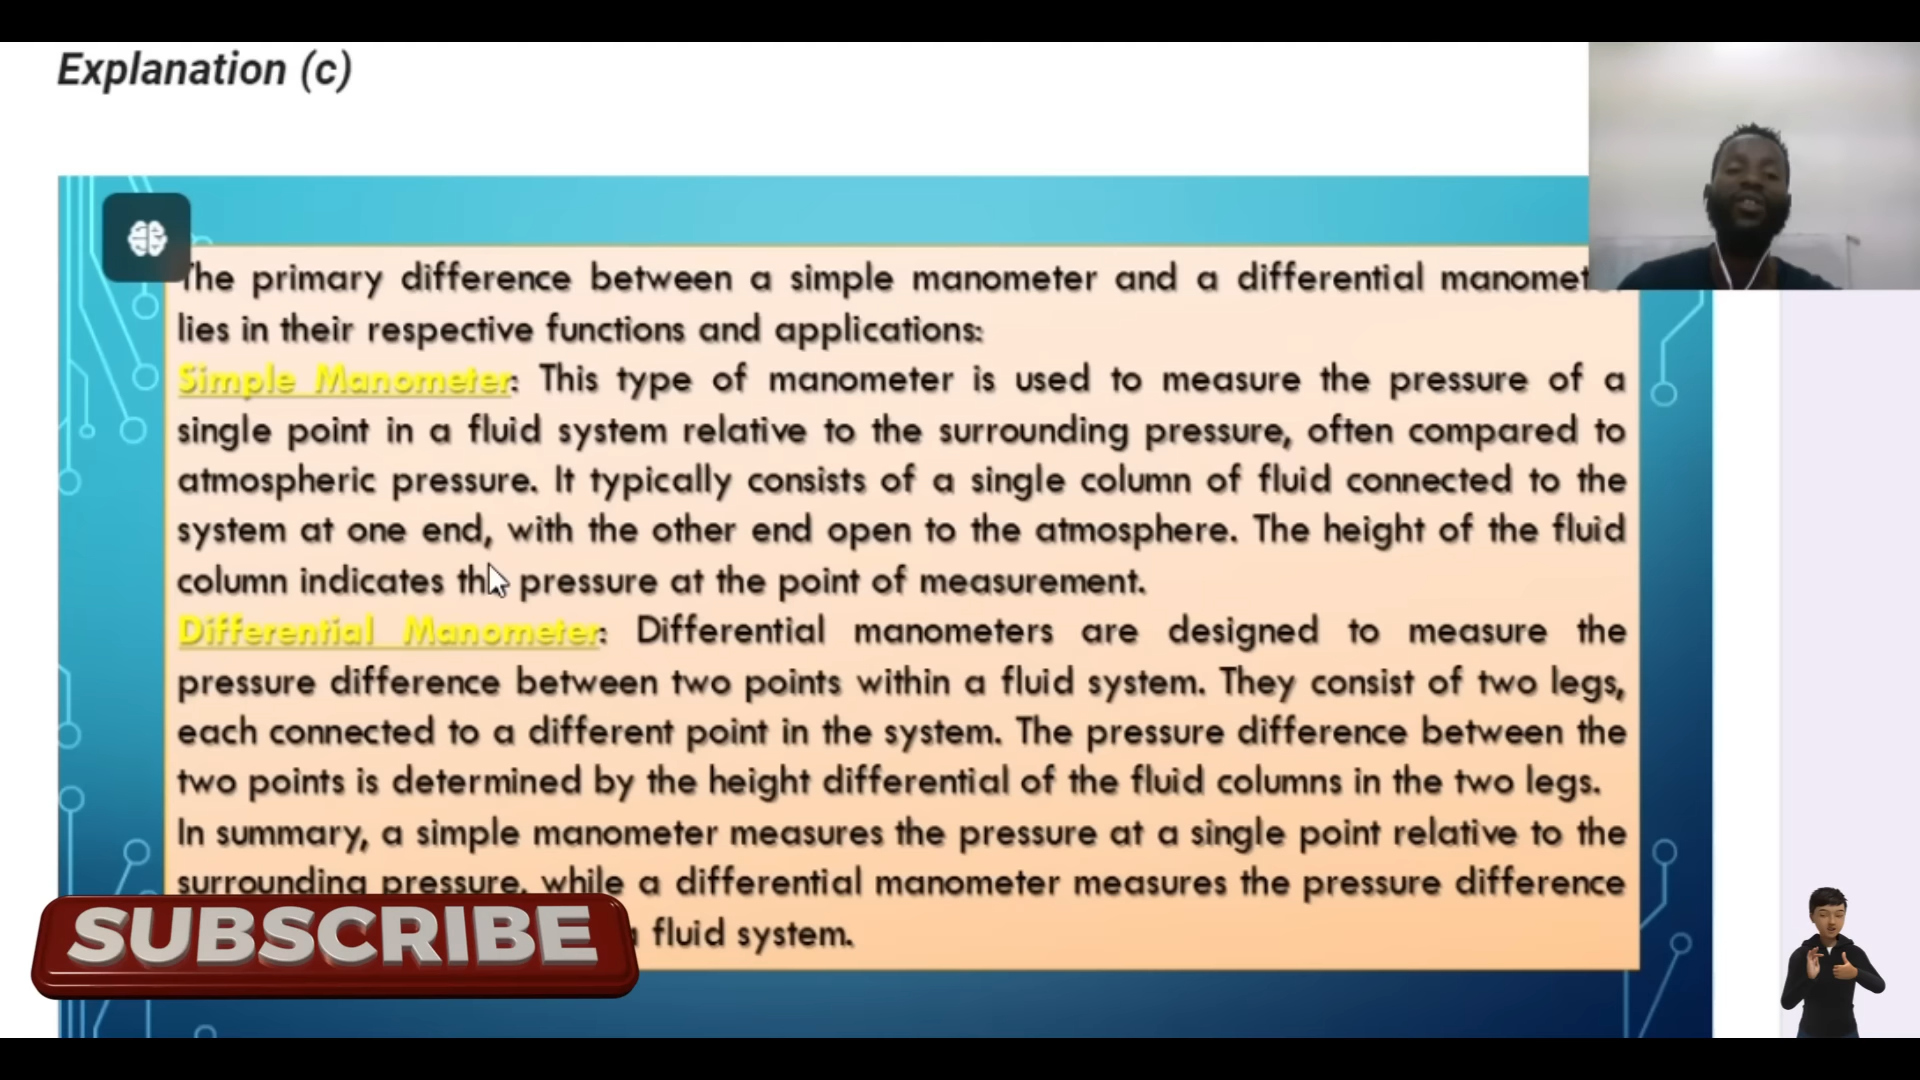 Explanation (c)
The primary difference between a simple manometer and a differential
lies in their respective functions and applications:
Simple Manometer: This type of manometer is used to measure the pressure of a
single point in a fluid system relative to the surrounding pressure, often compared to
atmospheric pressure. It typically consists of a single column of fluid connected to the
system at one end, with the other end open to the atmosphere. The height of the fluid
column indicates the pressure at the point of measurement.
Differential Manometer: Differential manometers are designed to measure the
pressure difference between two points within a fluid system. They consist of two legs,
each connected to a different point in the system. The pressure difference between the
two points is determined by the height differential of the fluid columns in the two legs.
In summary, a simple manometer measures the pressure at a single point relative to the
surrounding pressure, while a differential manometer measures the pressure difference
fluid system.
SUBSCRIBE